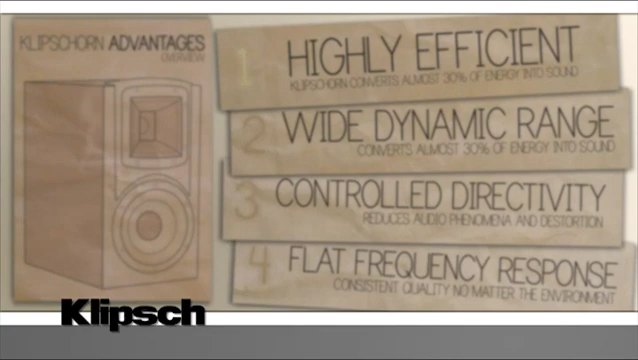 KLIPSCHORN ADVANTAGES
OVERVIEW
1 HIGHLY EFFICIENT
KLIPSCHORN CONVERTS ALMOST 30% OF ENERGY INTO SOUND
2 WIDE DYNAMIC RANGE
CONVERTS ALMOST 30% OF ENERGY INTO SOUND
3 CONTROLLED DIRECTIVITY
REDUCES AUDIO PHENOMENA AND DESTORTION
4 FLAT FREQUENCY RESPONSE
CONSISTENT QUALITY NO MATTER THE ENVIRONMENT
Klipsch